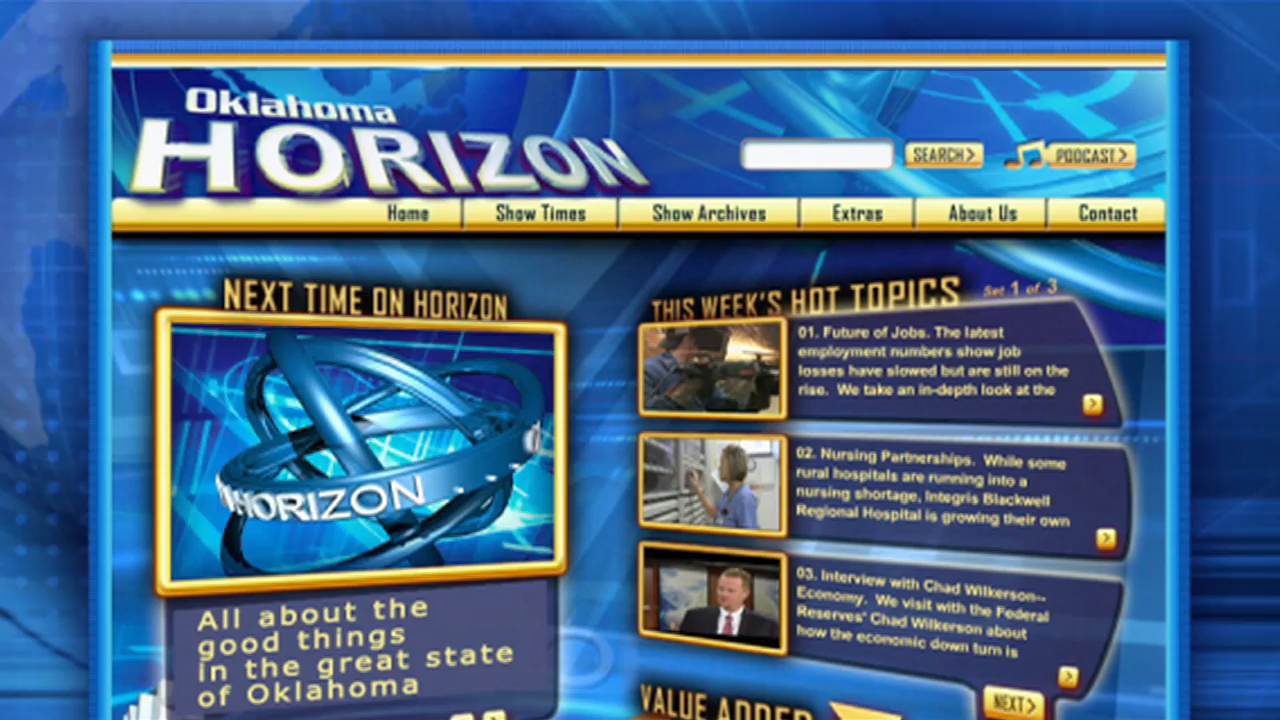 Oklahoma
HORIZON
SEARCH>
PODCAST>
Home
Show Times
Show Archives
Extras
About Us
Contact
NEXT TIME ON HORIZON
HORIZON
All about the
good things
in the great state
of Oklahoma
THIS WEEK'S HOT TOPICS
Set 1 of 3
01. Future of Jobs. The latest
employment numbers show job
losses have slowed but are still on the
rise. We take an in-depth look at the
02. Nursing Partnerships. While some
rural hospitals are running into a
nursing shortage, Integris Blackwell
Regional Hospital is growing their own
03. Interview with Chad Wilkerson--
Economy. We visit with the Federal
Reserves' Chad Wilkerson about
how the economic down turn is
NEXT>
VALUE ADDED